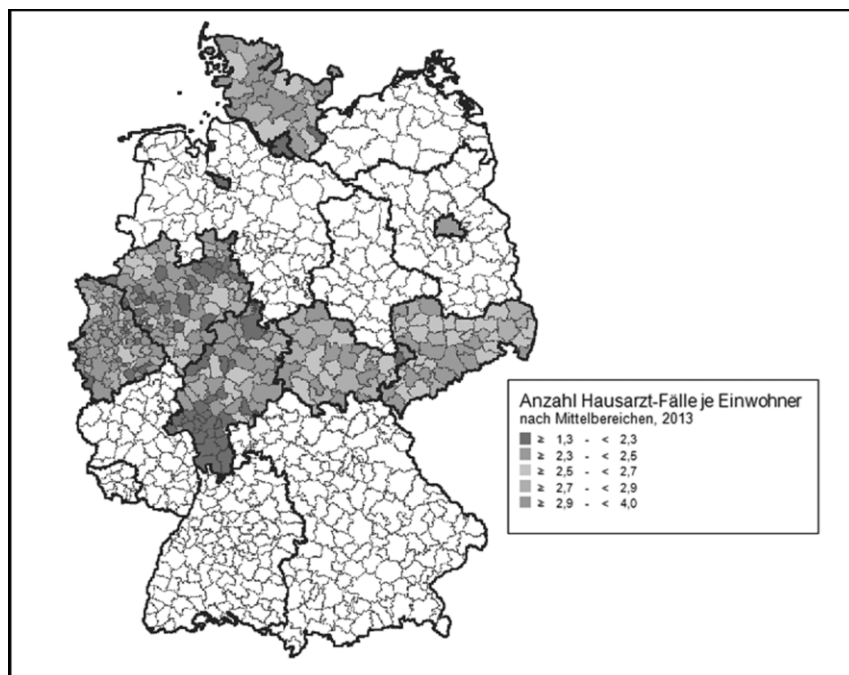 Anzahl Hausarzt-Fälle je Einwohner
nach Mittelbereichen, 2013
≥ 1,3 - < 2,3
≥ 2,3 - < 2,5
≥ 2,5 - < 2,7
≥ 2,7 - < 2,9
≥ 2,9 - < 4,0